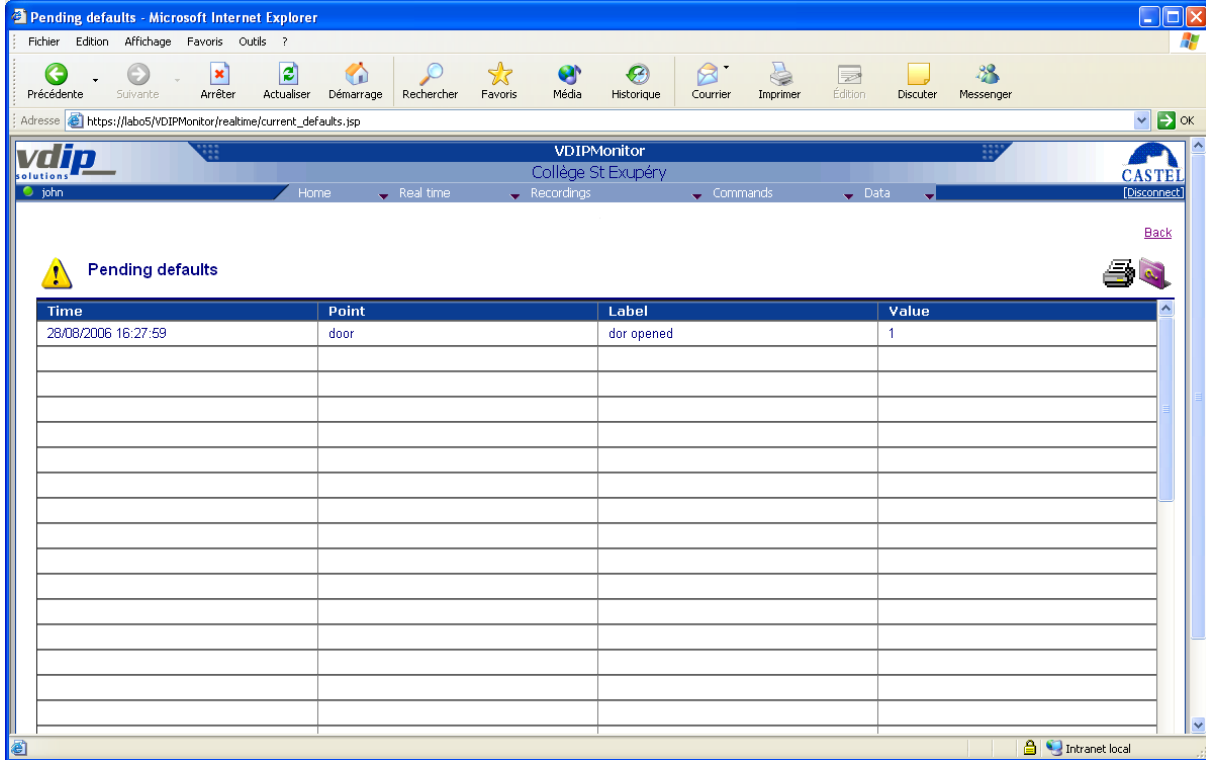 Pending defaults - Microsoft Internet Explorer
Fichier Edition Affichage Favoris Outils ?
Précédente Suivante Arrêter Actualiser Démarrage Rechercher Favoris Média Historique Courrier Imprimer Édition Discuter Messenger
Adresse https://labo5/VDIPMonitor/realtime/current_defaults.jsp OK
vdip solutions VDIPMonitor CASTEL
Collège St Exupéry
john Home Real time Recordings Commands Data [Disconnect]
Back
Pending defaults
Time Point Label Value
28/08/2006 16:27:59 door dor opened 1
Intranet local